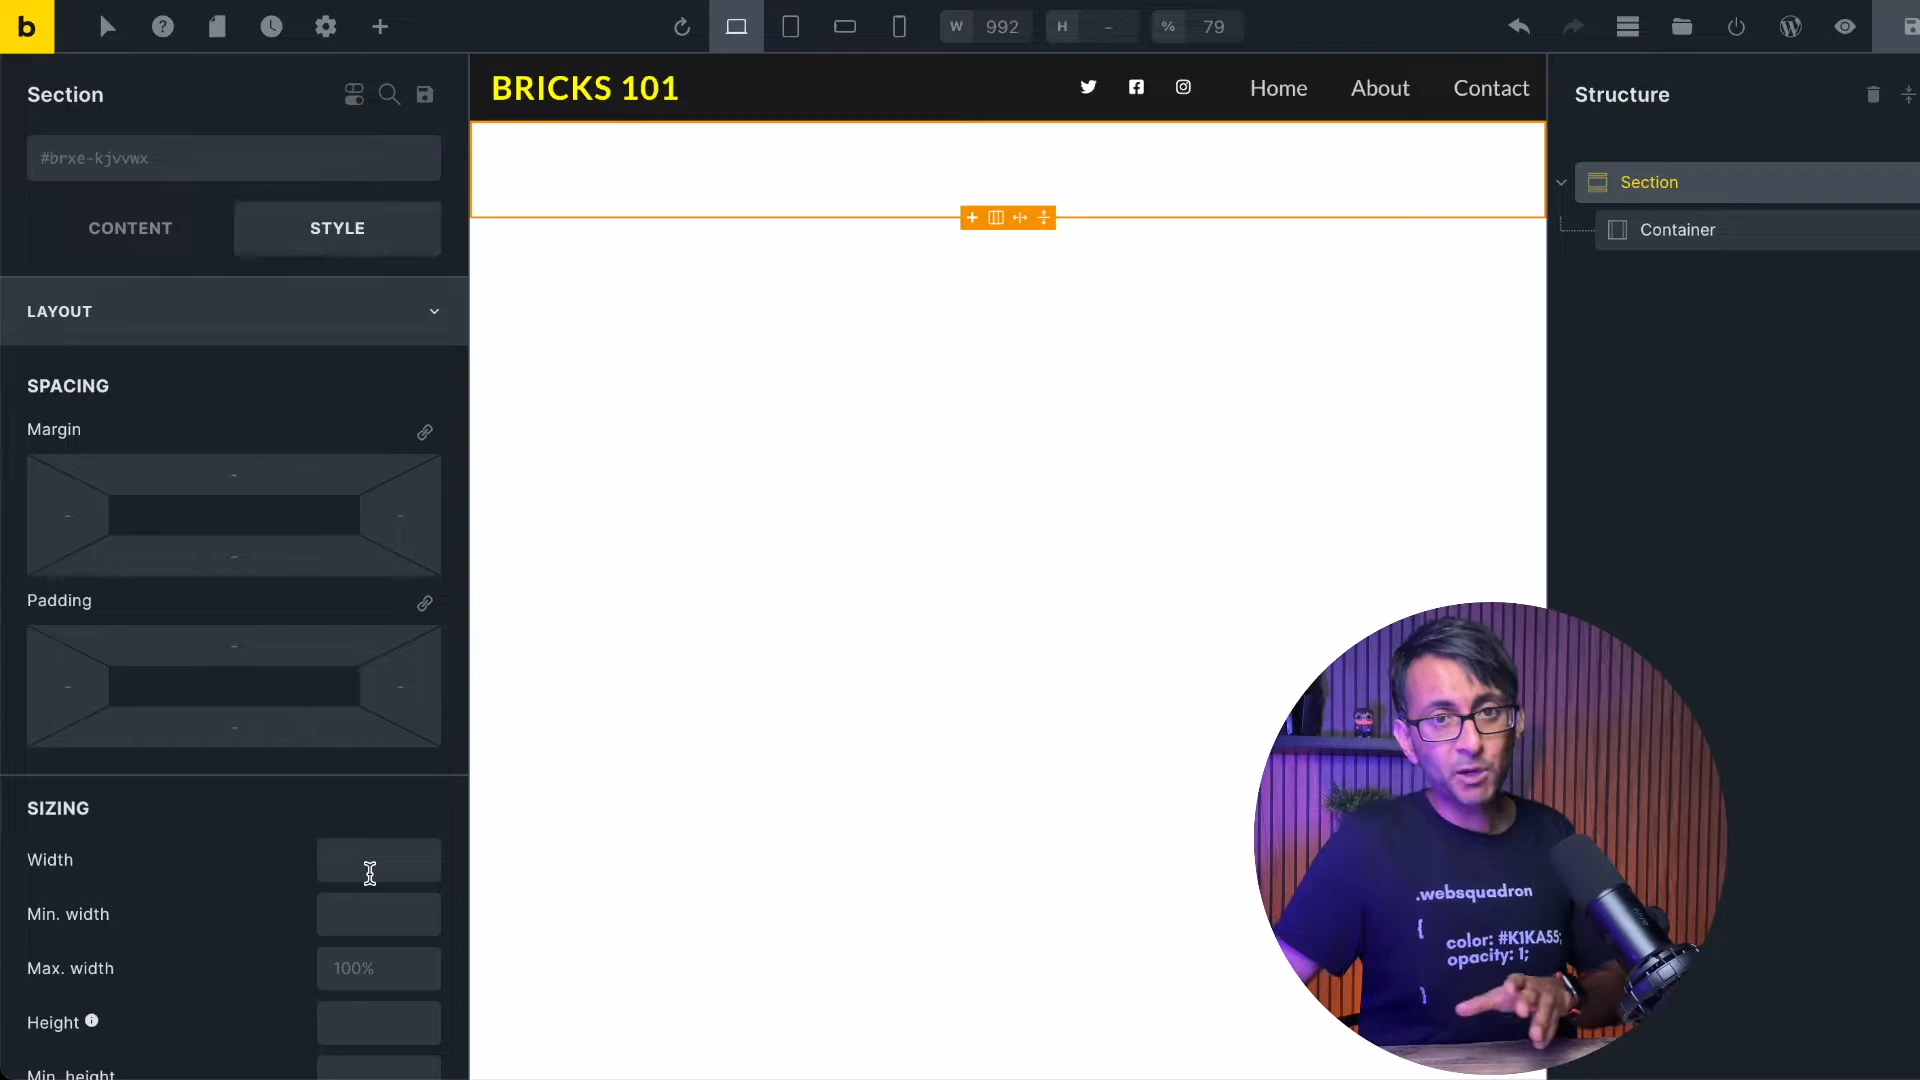 b
W 992 H - % 79
Section
#brxe-kjvvwx
CONTENT STYLE
LAYOUT
SPACING
Margin
-
- -
-
Padding
-
- -
-
SIZING
Width
Min. width
Max. width 100%
Height
Min. height
BRICKS 101
Home About Contact
Structure
Section
Container
.websquadron
{
color: #K1KA55;
opacity: 1;
}